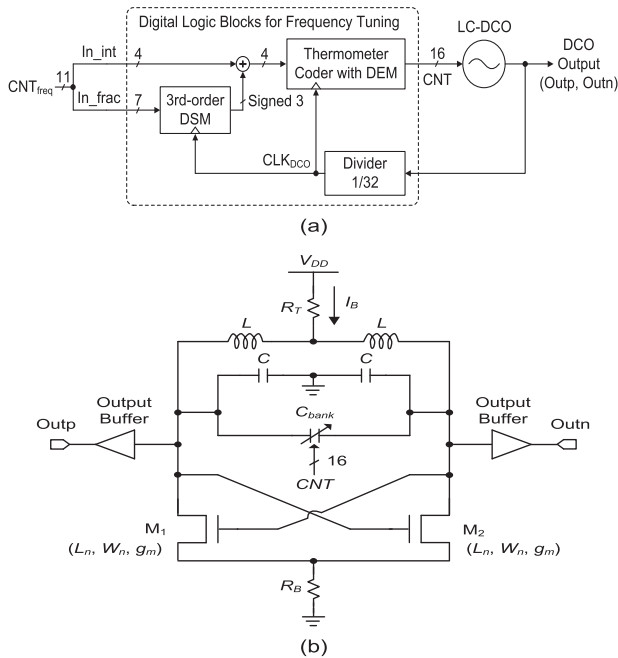 Digital Logic Blocks for Frequency Tuning
LC-DCO
In_int
4
4
Thermometer
Coder with DEM
16
CNT
DCO
Output
(Outp, Outn)
CNTfreq
11
In_frac
7
3rd-order
DSM
Signed 3
CLKDCO
Divider
1/32
(a)
VDD
RT
IB
L
L
C
C
Output
Buffer
Output
Buffer
Cbank
Outp
Outn
16
CNT
M1
(Ln, Wn, gm)
M2
(Ln, Wn, gm)
RB
(b)